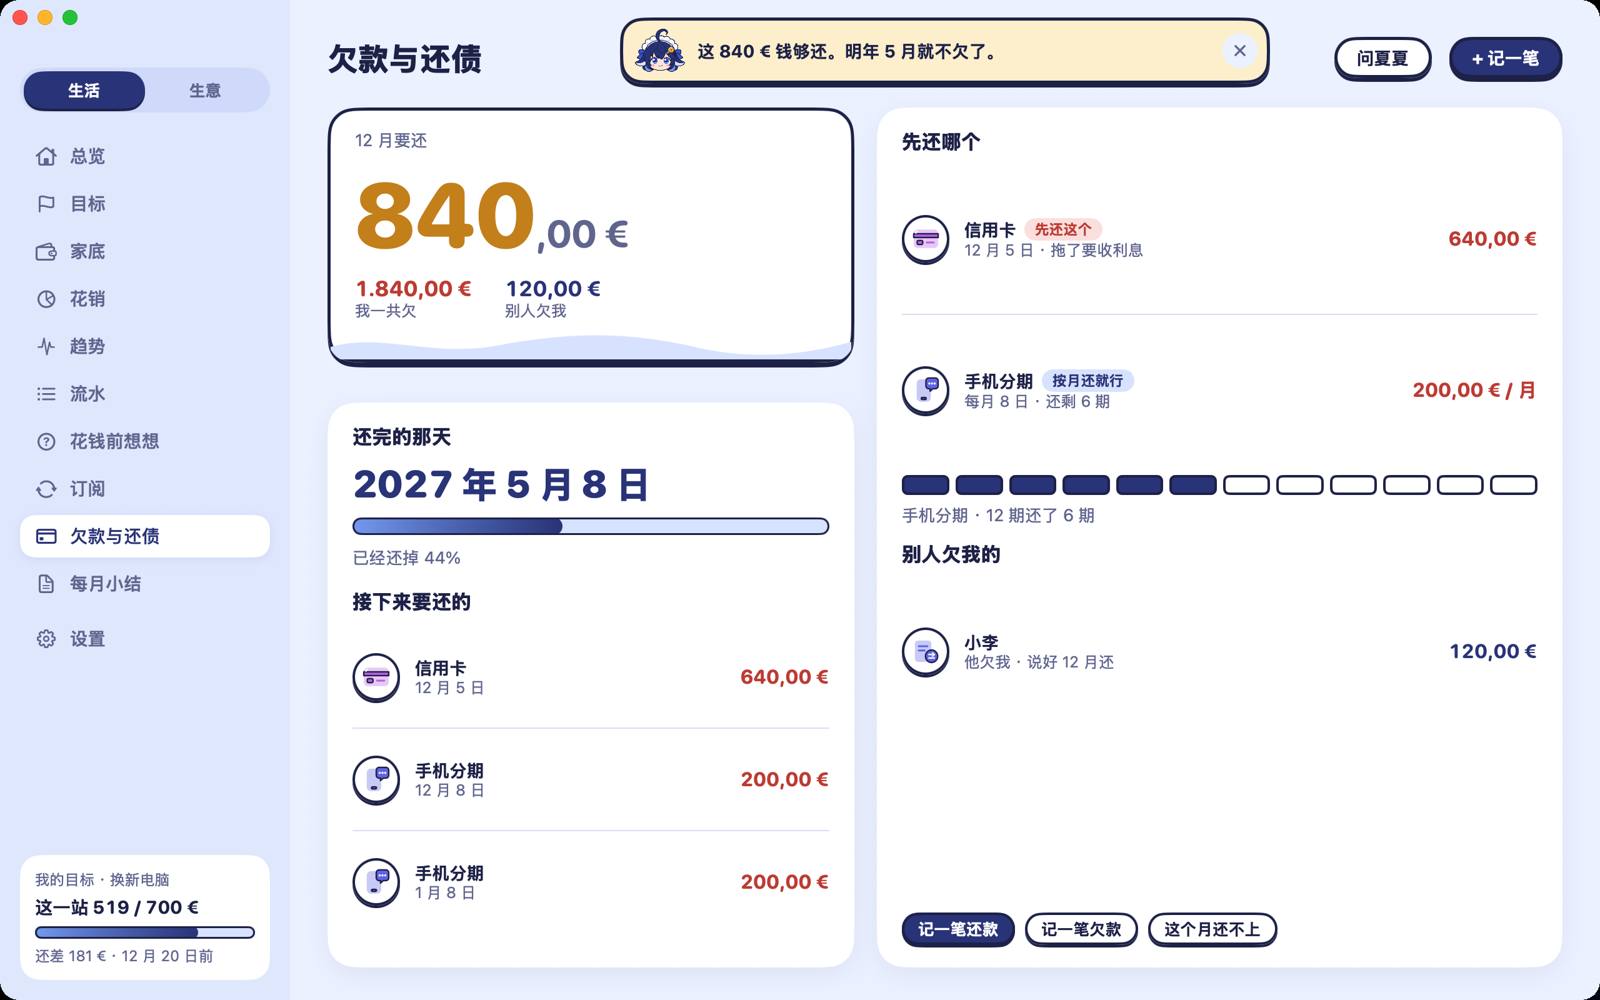 生活
生意
总览
目标
家底
花销
趋势
流水
花钱前想想
订阅
欠款与还债
每月小结
设置
我的目标 · 换新电脑
这一站 519 / 700 €
还差 181 € · 12 月 20 日前
欠款与还债
这 840 € 钱够还。明年 5 月就不欠了。
问夏夏
+ 记一笔
12 月要还
840,00 €
1.840,00 €
120,00 €
我一共欠
别人欠我
还完的那天
2027 年 5 月 8 日
已经还掉 44%
接下来要还的
信用卡
12 月 5 日
640,00 €
手机分期
12 月 8 日
200,00 €
手机分期
1 月 8 日
200,00 €
先还哪个
信用卡 先还这个
12 月 5 日 · 拖了要收利息
640,00 €
手机分期 按月还就行
每月 8 日 · 还剩 6 期
200,00 € / 月
手机分期 · 12 期还了 6 期
别人欠我的
小李
他欠我 · 说好 12 月还
120,00 €
记一笔还款
记一笔欠款
这个月还不上